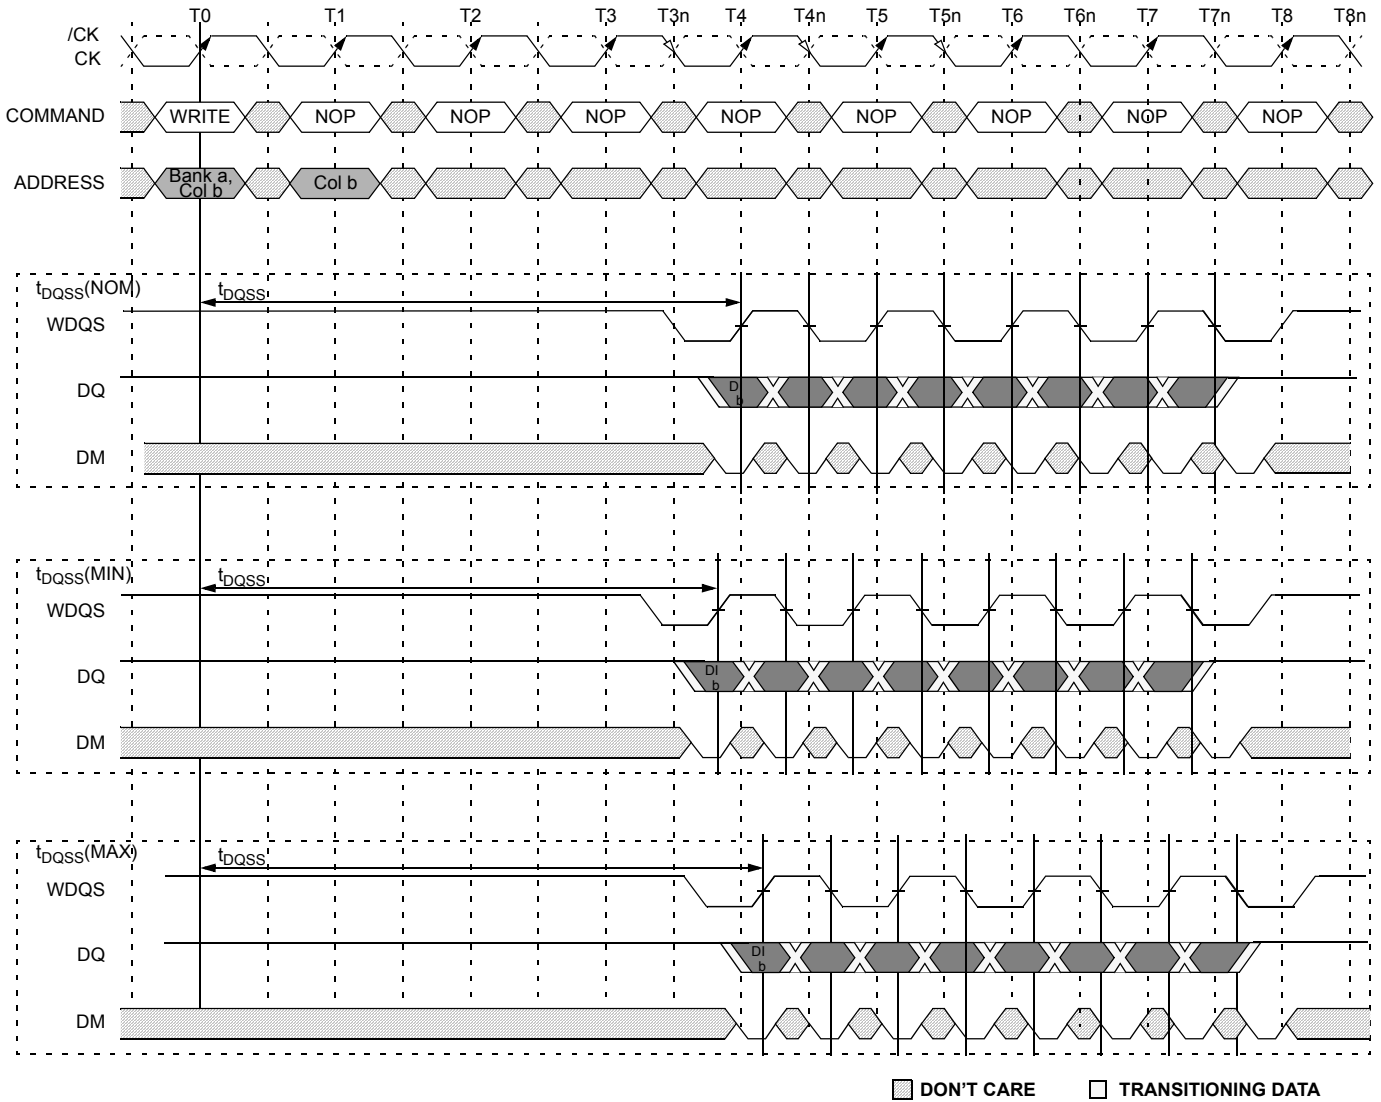 T0 T1 T2 T3 T3n T4 T4n T5 T5n T6 T6n T7 T7n T8 T8n
/CK
CK
COMMAND WRITE NOP NOP NOP NOP NOP NOP NOP NOP
ADDRESS Bank a, Col b Col b
tDQSS(NOM) tDQSS
WDQS
DQ D b
DM
tDQSS(MIN) tDQSS
WDQS
DQ DI b
DM
tDQSS(MAX) tDQSS
WDQS
DQ DI b
DM
DON'T CARE TRANSITIONING DATA